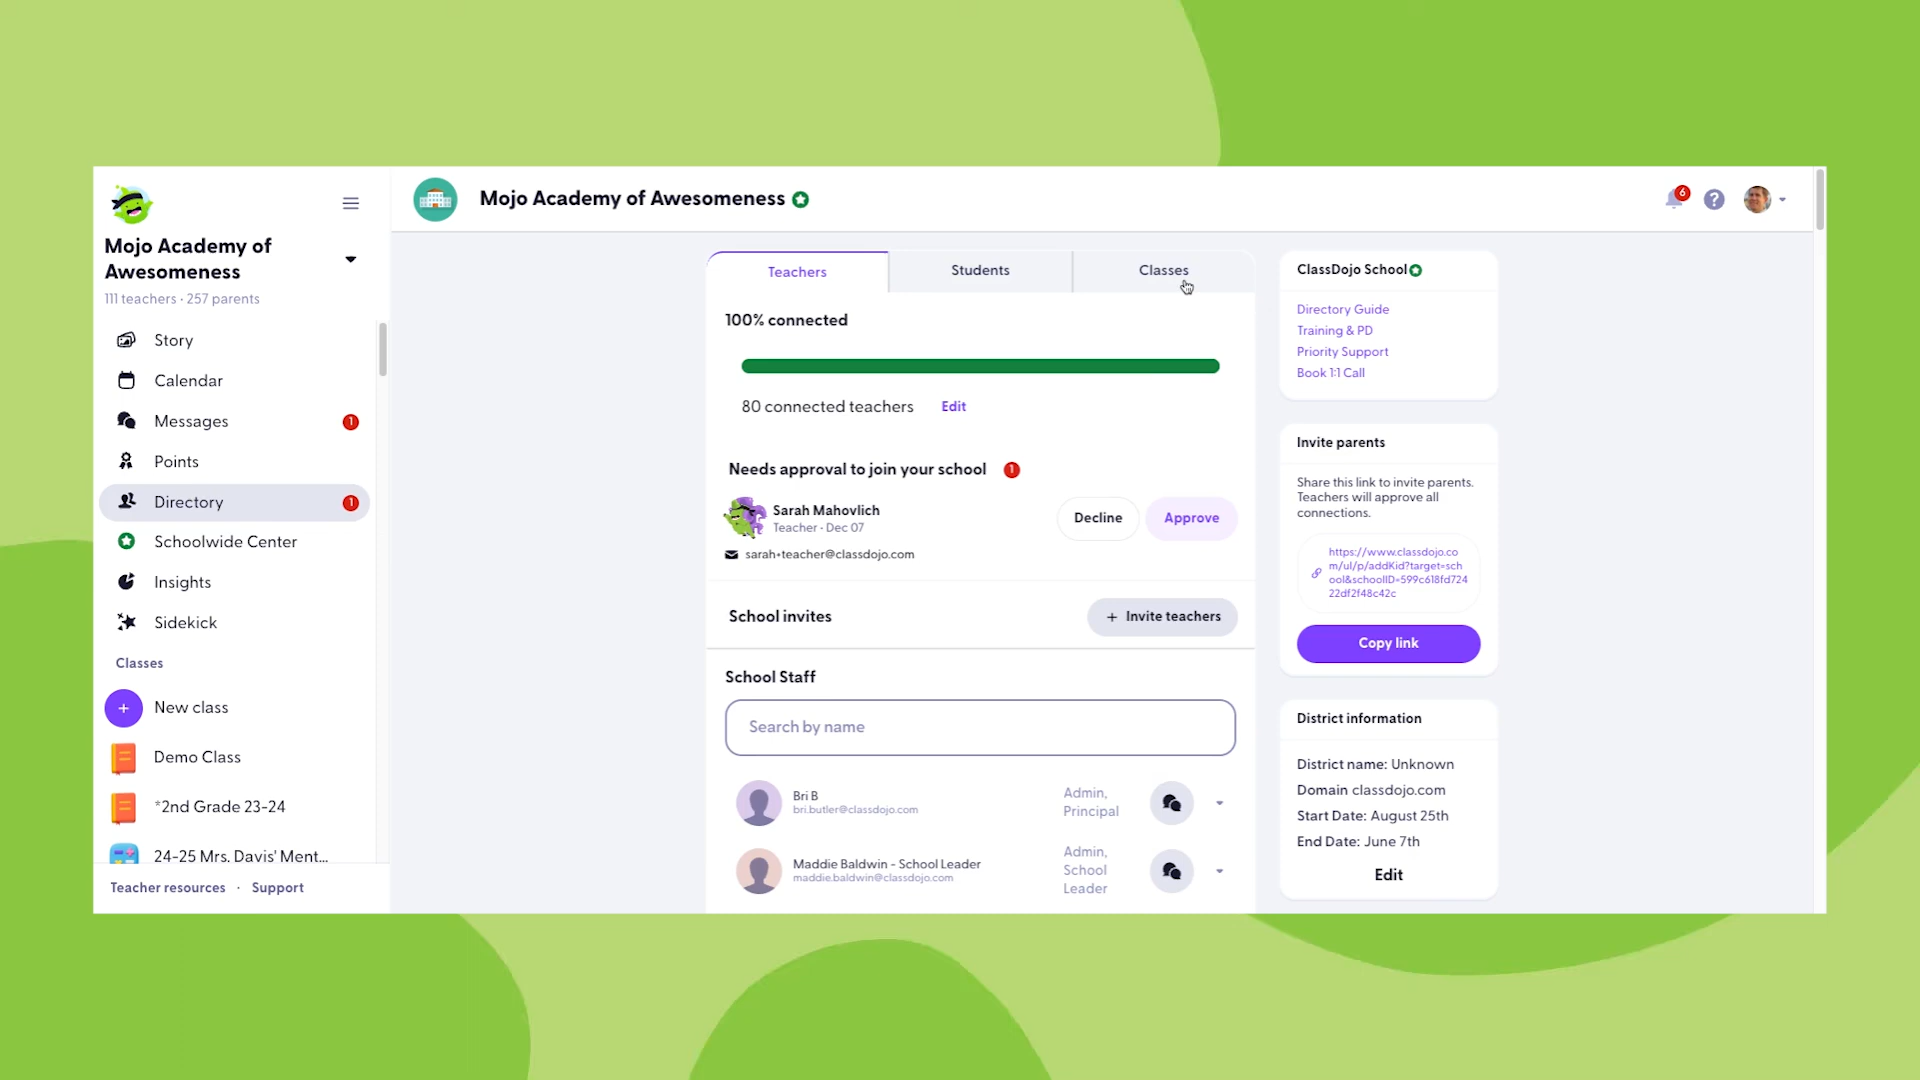 Mojo Academy of
Awesomeness
111 teachers · 257 parents
Story
Calendar
Messages
1
Points
Directory
1
Schoolwide Center
Insights
Sidekick
Classes
+
New class
Demo Class
*2nd Grade 23-24
24-25 Mrs. Davis' Ment...
Teacher resources · Support
Mojo Academy of Awesomeness
6
?
Teachers
Students
Classes
100% connected
80 connected teachers
Edit
Needs approval to join your school
1
Sarah Mahovlich
Teacher · Dec 07
sarah+teacher@classdojo.com
Decline
Approve
School invites
+ Invite teachers
School Staff
Search by name
Bri B
bri.butler@classdojo.com
Admin,
Principal
Maddie Baldwin - School Leader
maddie.baldwin@classdojo.com
Admin,
School
Leader
ClassDojo School
Directory Guide
Training & PD
Priority Support
Book 1:1 Call
Invite parents
Share this link to invite parents.
Teachers will approve all
connections.
https://www.classdojo.co
m/ul/p/addKid?target=sch
ool&schoolID=599c618fd724
22df2f48c42c
Copy link
District information
District name: Unknown
Domain classdojo.com
Start Date: August 25th
End Date: June 7th
Edit